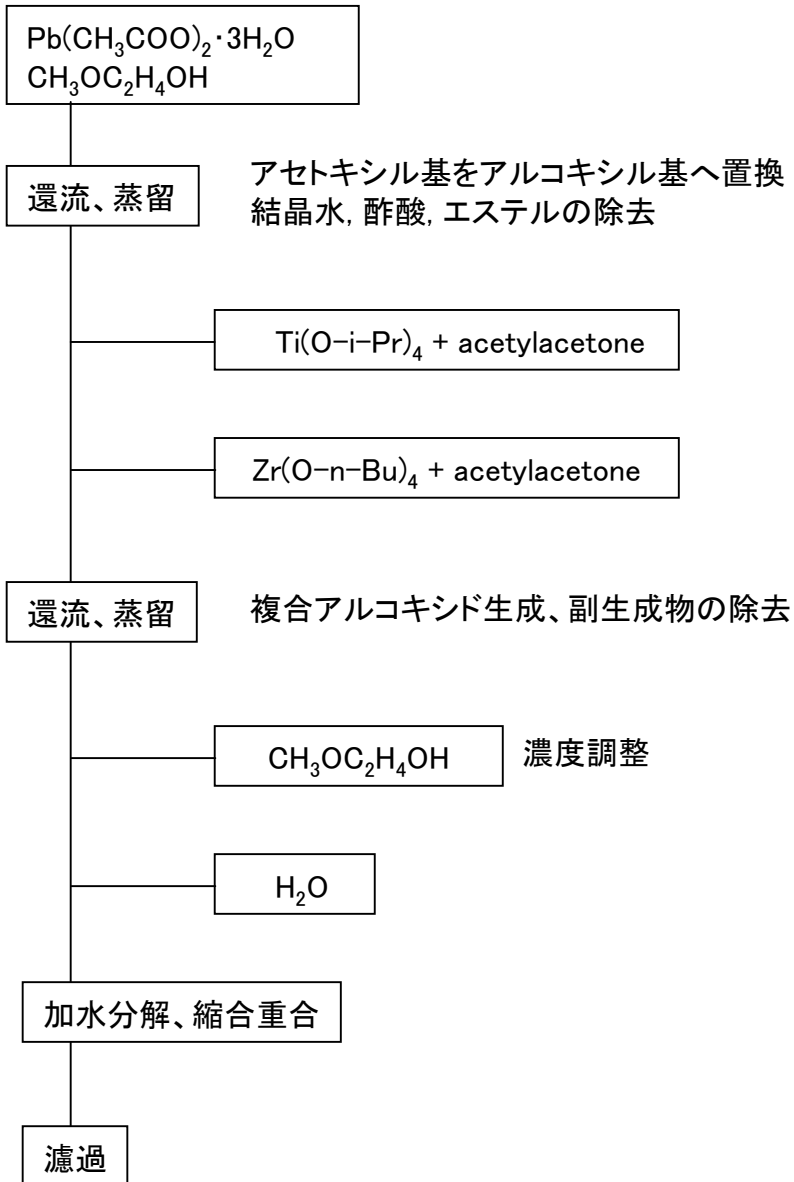 Pb(CH₃COO)₂･3H₂O
CH₃OC₂H₄OH
還流、蒸留
アセトキシル基をアルコキシル基へ置換
結晶水, 酢酸, エステルの除去
Ti(O-i-Pr)₄ + acetylacetone
Zr(O-n-Bu)₄ + acetylacetone
還流、蒸留
複合アルコキシド生成、副生成物の除去
CH₃OC₂H₄OH
濃度調整
H₂O
加水分解、縮合重合
濾過